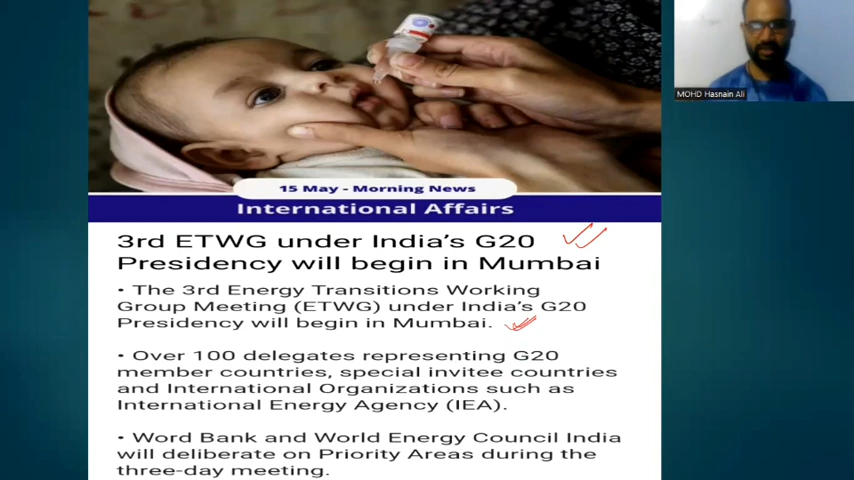 MOHD Hasnain Ali
15 May - Morning News
International Affairs
3rd ETWG under India's G20
Presidency will begin in Mumbai
• The 3rd Energy Transitions Working
Group Meeting (ETWG) under India's G20
Presidency will begin in Mumbai.
• Over 100 delegates representing G20
member countries, special invitee countries
and International Organizations such as
International Energy Agency (IEA).
• Word Bank and World Energy Council India
will deliberate on Priority Areas during the
three-day meeting.